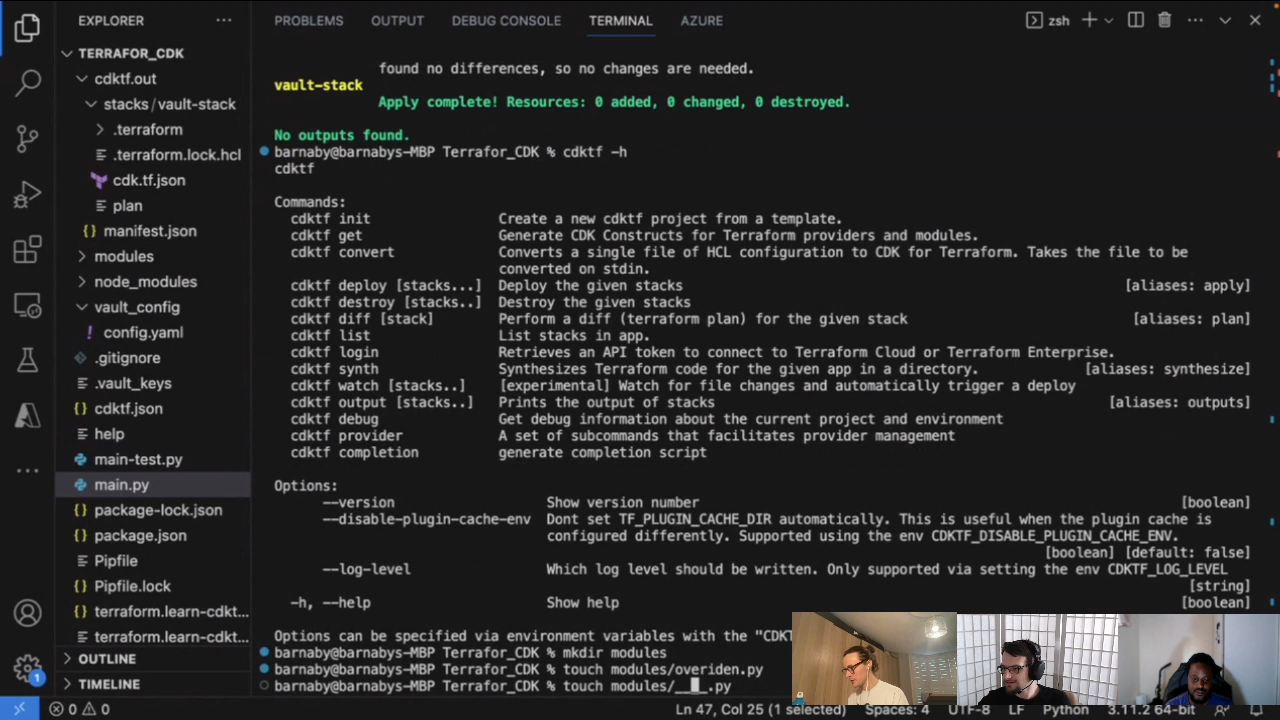 EXPLORER
PROBLEMS OUTPUT DEBUG CONSOLE TERMINAL AZURE
zsh
TERRAFOR_CDK
cdktf.out
stacks / vault-stack
.terraform
.terraform.lock.hcl
cdk.tf.json
plan
manifest.json
modules
node_modules
vault_config
config.yaml
.gitignore
.vault_keys
cdktf.json
help
main-test.py
main.py
package-lock.json
package.json
Pipfile
Pipfile.lock
terraform.learn-cdkt...
terraform.learn-cdkt...
OUTLINE
TIMELINE
found no differences, so no changes are needed.
vault-stack
Apply complete! Resources: 0 added, 0 changed, 0 destroyed.
No outputs found.
barnaby@barnabys-MBP Terrafor_CDK % cdktf -h
cdktf
Commands:
cdktf init Create a new cdktf project from a template.
cdktf get Generate CDK Constructs for Terraform providers and modules.
cdktf convert Converts a single file of HCL configuration to CDK for Terraform. Takes the file to be
converted on stdin.
cdktf deploy [stacks...] Deploy the given stacks [aliases: apply]
cdktf destroy [stacks..] Destroy the given stacks
cdktf diff [stack] Perform a diff (terraform plan) for the given stack [aliases: plan]
cdktf list List stacks in app.
cdktf login Retrieves an API token to connect to Terraform Cloud or Terraform Enterprise.
cdktf synth Synthesizes Terraform code for the given app in a directory. [aliases: synthesize]
cdktf watch [stacks..] [experimental] Watch for file changes and automatically trigger a deploy
cdktf output [stacks..] Prints the output of stacks [aliases: outputs]
cdktf debug Get debug information about the current project and environment
cdktf provider A set of subcommands that facilitates provider management
cdktf completion generate completion script
Options:
--version Show version number [boolean]
--disable-plugin-cache-env Dont set TF_PLUGIN_CACHE_DIR automatically. This is useful when the plugin cache is
configured differently. Supported using the env CDKTF_DISABLE_PLUGIN_CACHE_ENV.
[boolean] [default: false]
--log-level Which log level should be written. Only supported via setting the env CDKTF_LOG_LEVEL
[string]
-h, --help Show help [boolean]
Options can be specified via environment variables with the "CDKT
barnaby@barnabys-MBP Terrafor_CDK % mkdir modules
barnaby@barnabys-MBP Terrafor_CDK % touch modules/overiden.py
barnaby@barnabys-MBP Terrafor_CDK % touch modules/____.py
1
0 0 Ln 47, Col 25 (1 selected) Spaces: 4 UTF-8 LF Python 3.11.2 64-bit